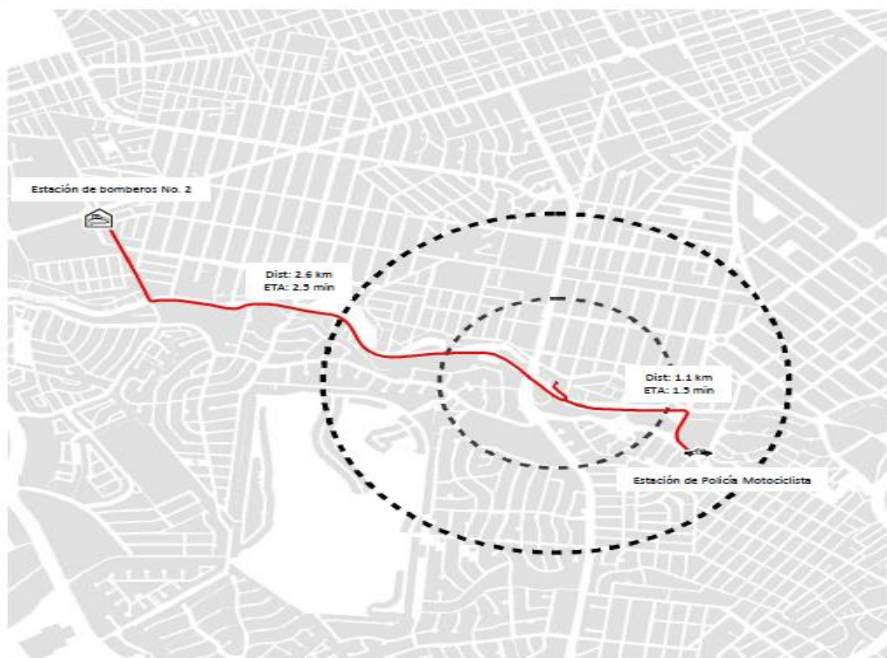 Estación de bomberos No. 2
Dist: 2.6 km
ETA: 2.5 min
Dist: 1.1 km
ETA: 1.5 min
Estación de Policía Motociclista